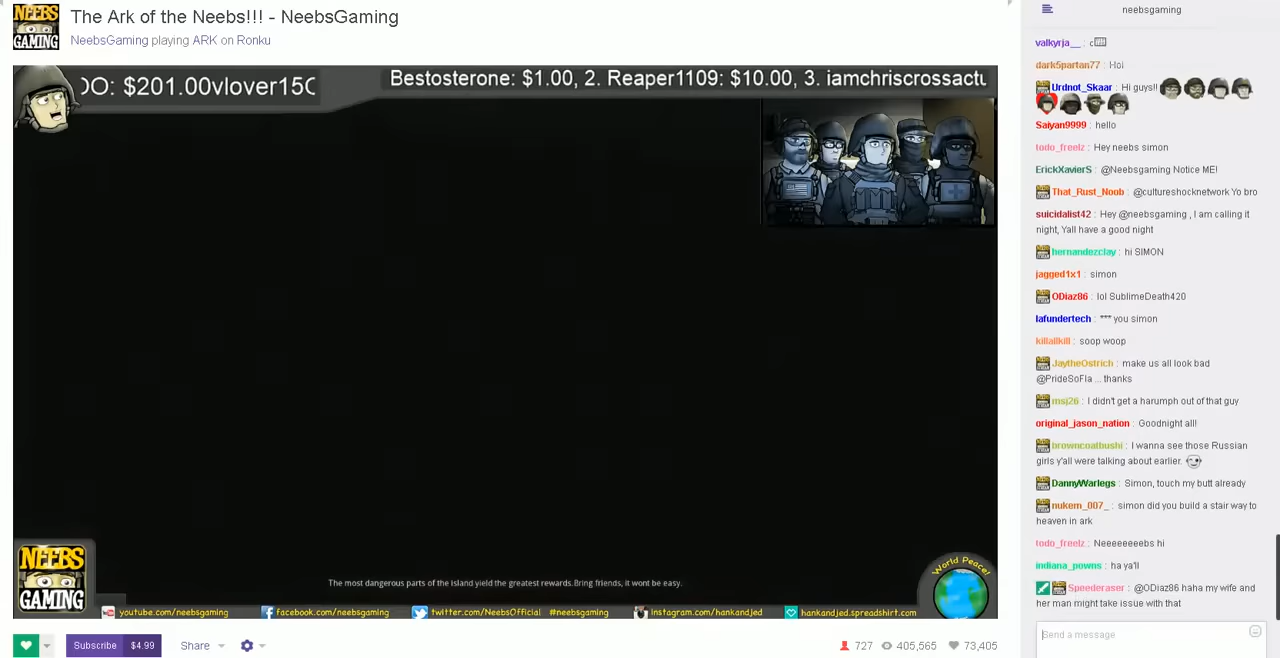 NEEBS
GAMING
The Ark of the Neebs!!! - NeebsGaming
NeebsGaming playing ARK on Ronku
OO: $201.00vlover15C
Bestosterone: $1.00, 2. Reaper1109: $10.00, 3. iamchriscrossactu
The most dangerous parts of the island yield the greatest rewards.Bring friends, it wont be easy.
NEEBS
GAMING
World Peace!
youtube.com/neebsgaming facebook.com/neebsgaming twitter.com/NeebsOfficial #neebsgaming instagram.com/hankandjed hankandjed.spreadshirt.com
Subscribe $4.99 Share 727 405,565 73,405
neebsgaming
valkyrja__ : c
dark5partan77 : Hoi
Urdnot_Skaar : Hi guys!!
Saiyan9999 : hello
todo_freelz : Hey neebs simon
ErickXavierS : @Neebsgaming Notice ME!
That_Rust_Noob : @cultureshocknetwork Yo bro
suicidalist42 : Hey @neebsgaming , I am calling it
night, Yall have a good night
hernandezclay : hi SIMON
jagged1x1 : simon
ODiaz86 : lol SublimeDeath420
lafundertech : *** you simon
killallkill : soop woop
JaytheOstrich : make us all look bad
@PrideSoFla ... thanks
msj26 : I didn't get a harumph out of that guy
original_jason_nation : Goodnight all!
browncoalbushi : I wanna see those Russian
girls y'all were talking about earlier.
DannyWarlegs : Simon, touch my butt already
nukem_007_ : simon did you build a stair way to
heaven in ark
todo_freelz : Neeeeeeeebs hi
indiana_powns : ha ya'll
Speederaser : @ODiaz86 haha my wife and
her man might take issue with that
Send a message